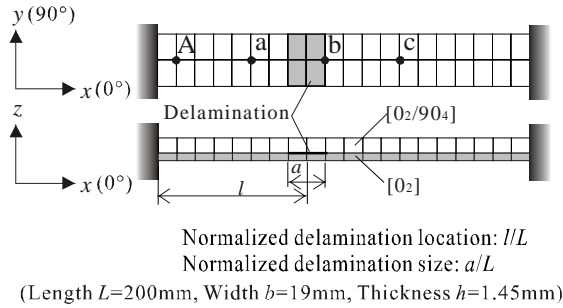 y (90°)
A
a
b
c
x (0°)
Delamination
[0₂/90₄]
z
x (0°)
a
l
[0₂]
Normalized delamination location: l/L
Normalized delamination size: a/L
(Length L=200mm, Width b=19mm, Thickness h=1.45mm)